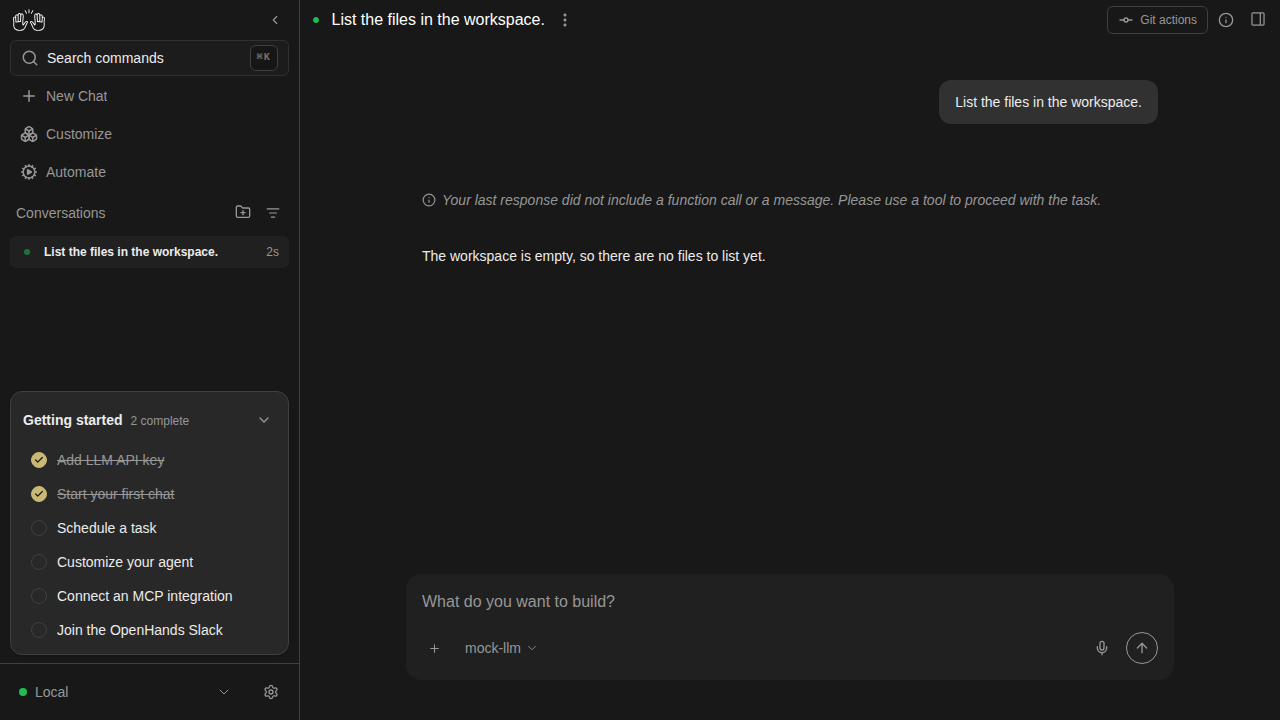 List the files in the workspace.
Git actions
Search commands
⌘K
New Chat
Customize
Automate
Conversations
List the files in the workspace. 2s
List the files in the workspace.
Your last response did not include a function call or a message. Please use a tool to proceed with the task.
The workspace is empty, so there are no files to list yet.
Getting started 2 complete
Add LLM API key
Start your first chat
Schedule a task
Customize your agent
Connect an MCP integration
Join the OpenHands Slack
What do you want to build?
mock-llm
Local